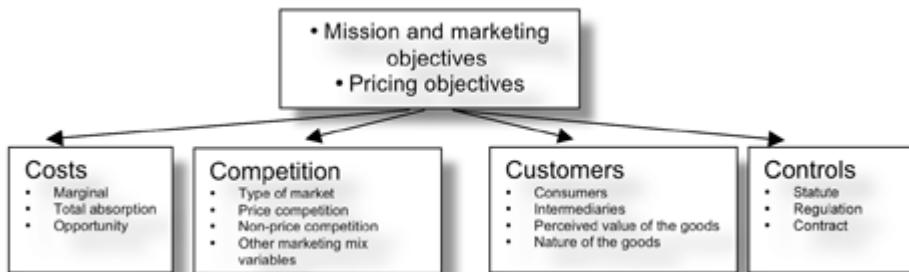 • Mission and marketing
objectives
• Pricing objectives
Costs
• Marginal
• Total absorption
• Opportunity
Competition
• Type of market
• Price competition
• Non-price competition
• Other marketing mix
variables
Customers
• Consumers
• Intermediaries
• Perceived value of the goods
• Nature of the goods
Controls
• Statute
• Regulation
• Contract